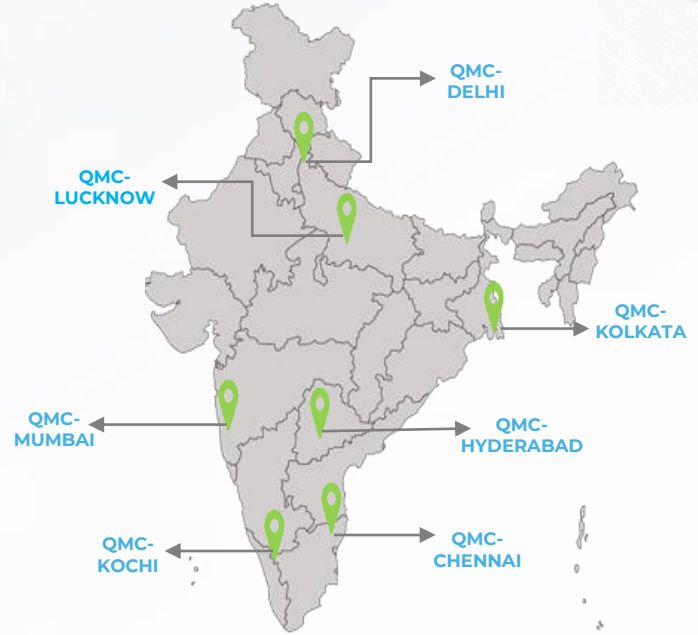 QMC-
DELHI
QMC-
LUCKNOW
QMC-
KOLKATA
QMC-
MUMBAI
QMC-
HYDERABAD
QMC-
KOCHI
QMC-
CHENNAI